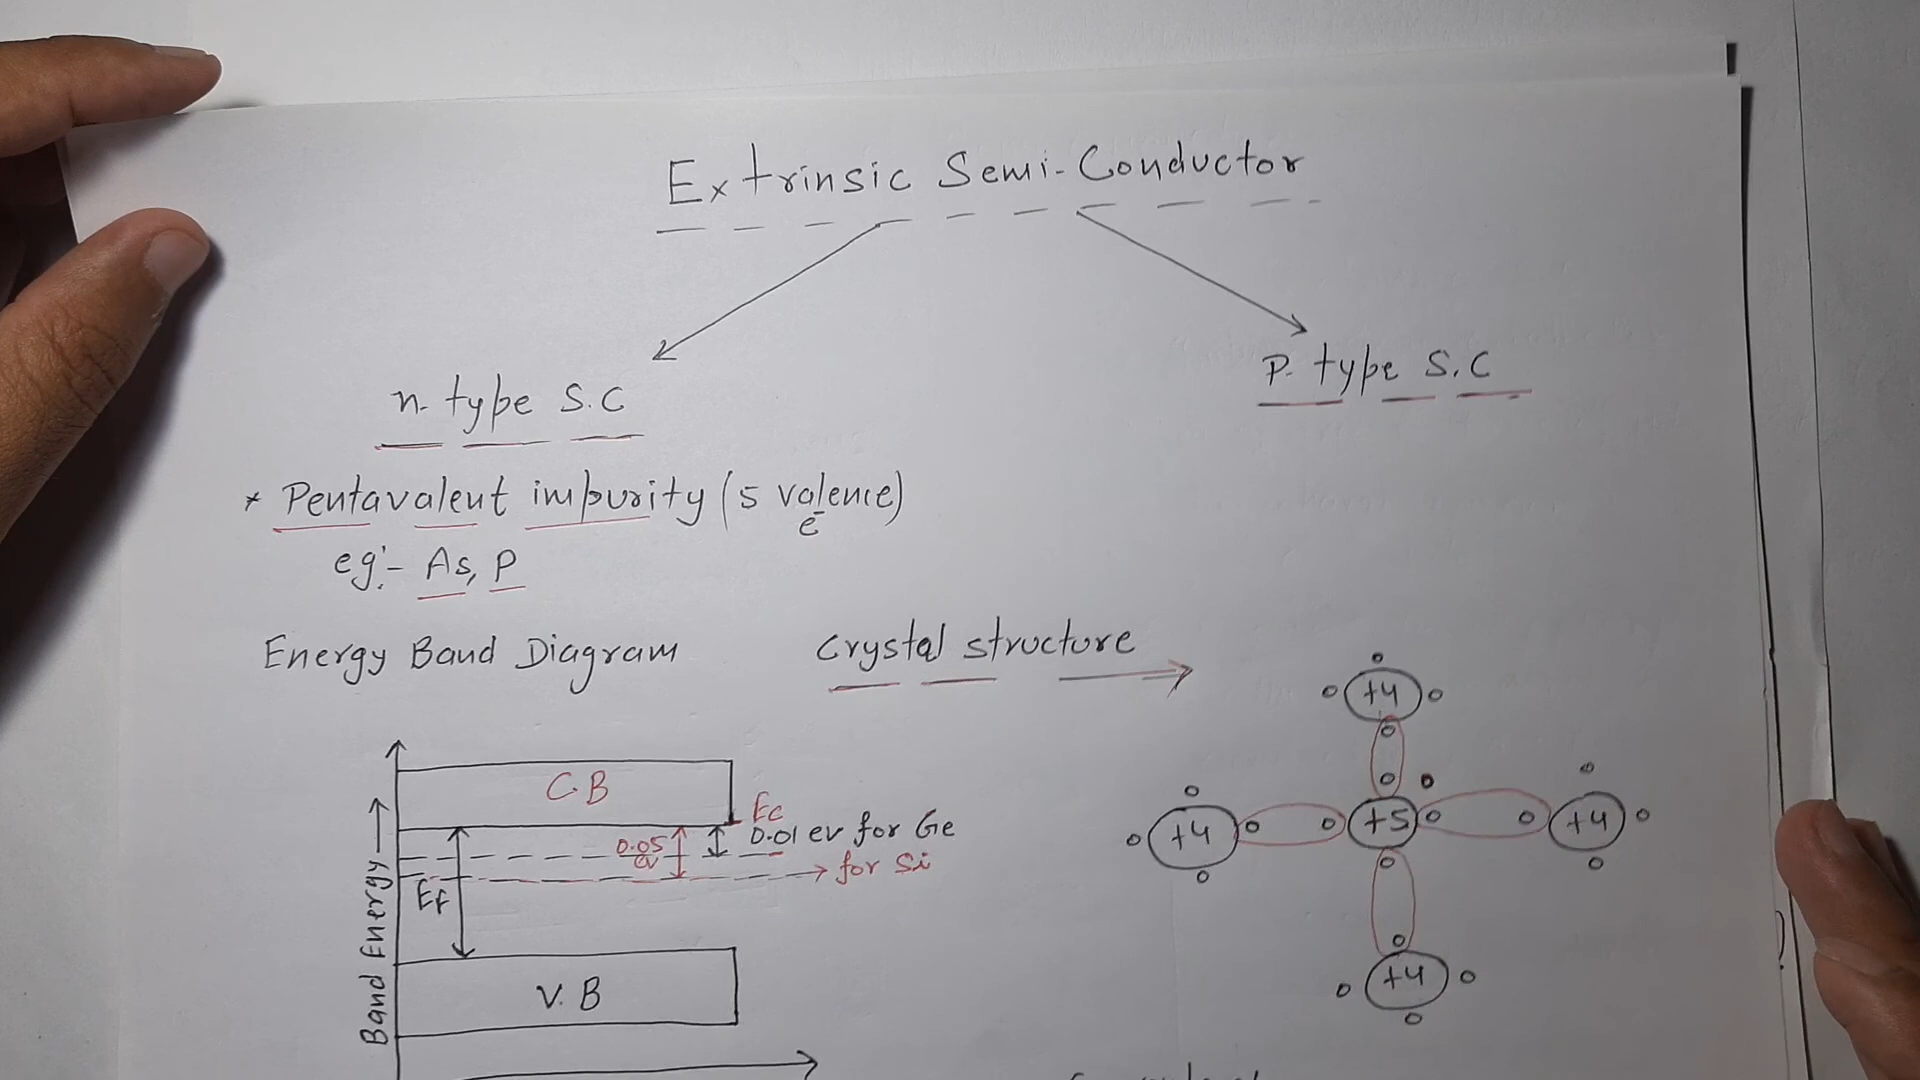 Extrinsic Semi-Conductor
n-type S.C
P-type S.C
* Pentavalent impurity (5 valence)
e⁻
eg:- As, P
Energy Band Diagram
Crystal structure
C.B
Ec
0.01 ev for Ge
0.05
ev
for Si
Ef
V.B
Band Energy
+4
+4
+5
+4
+4